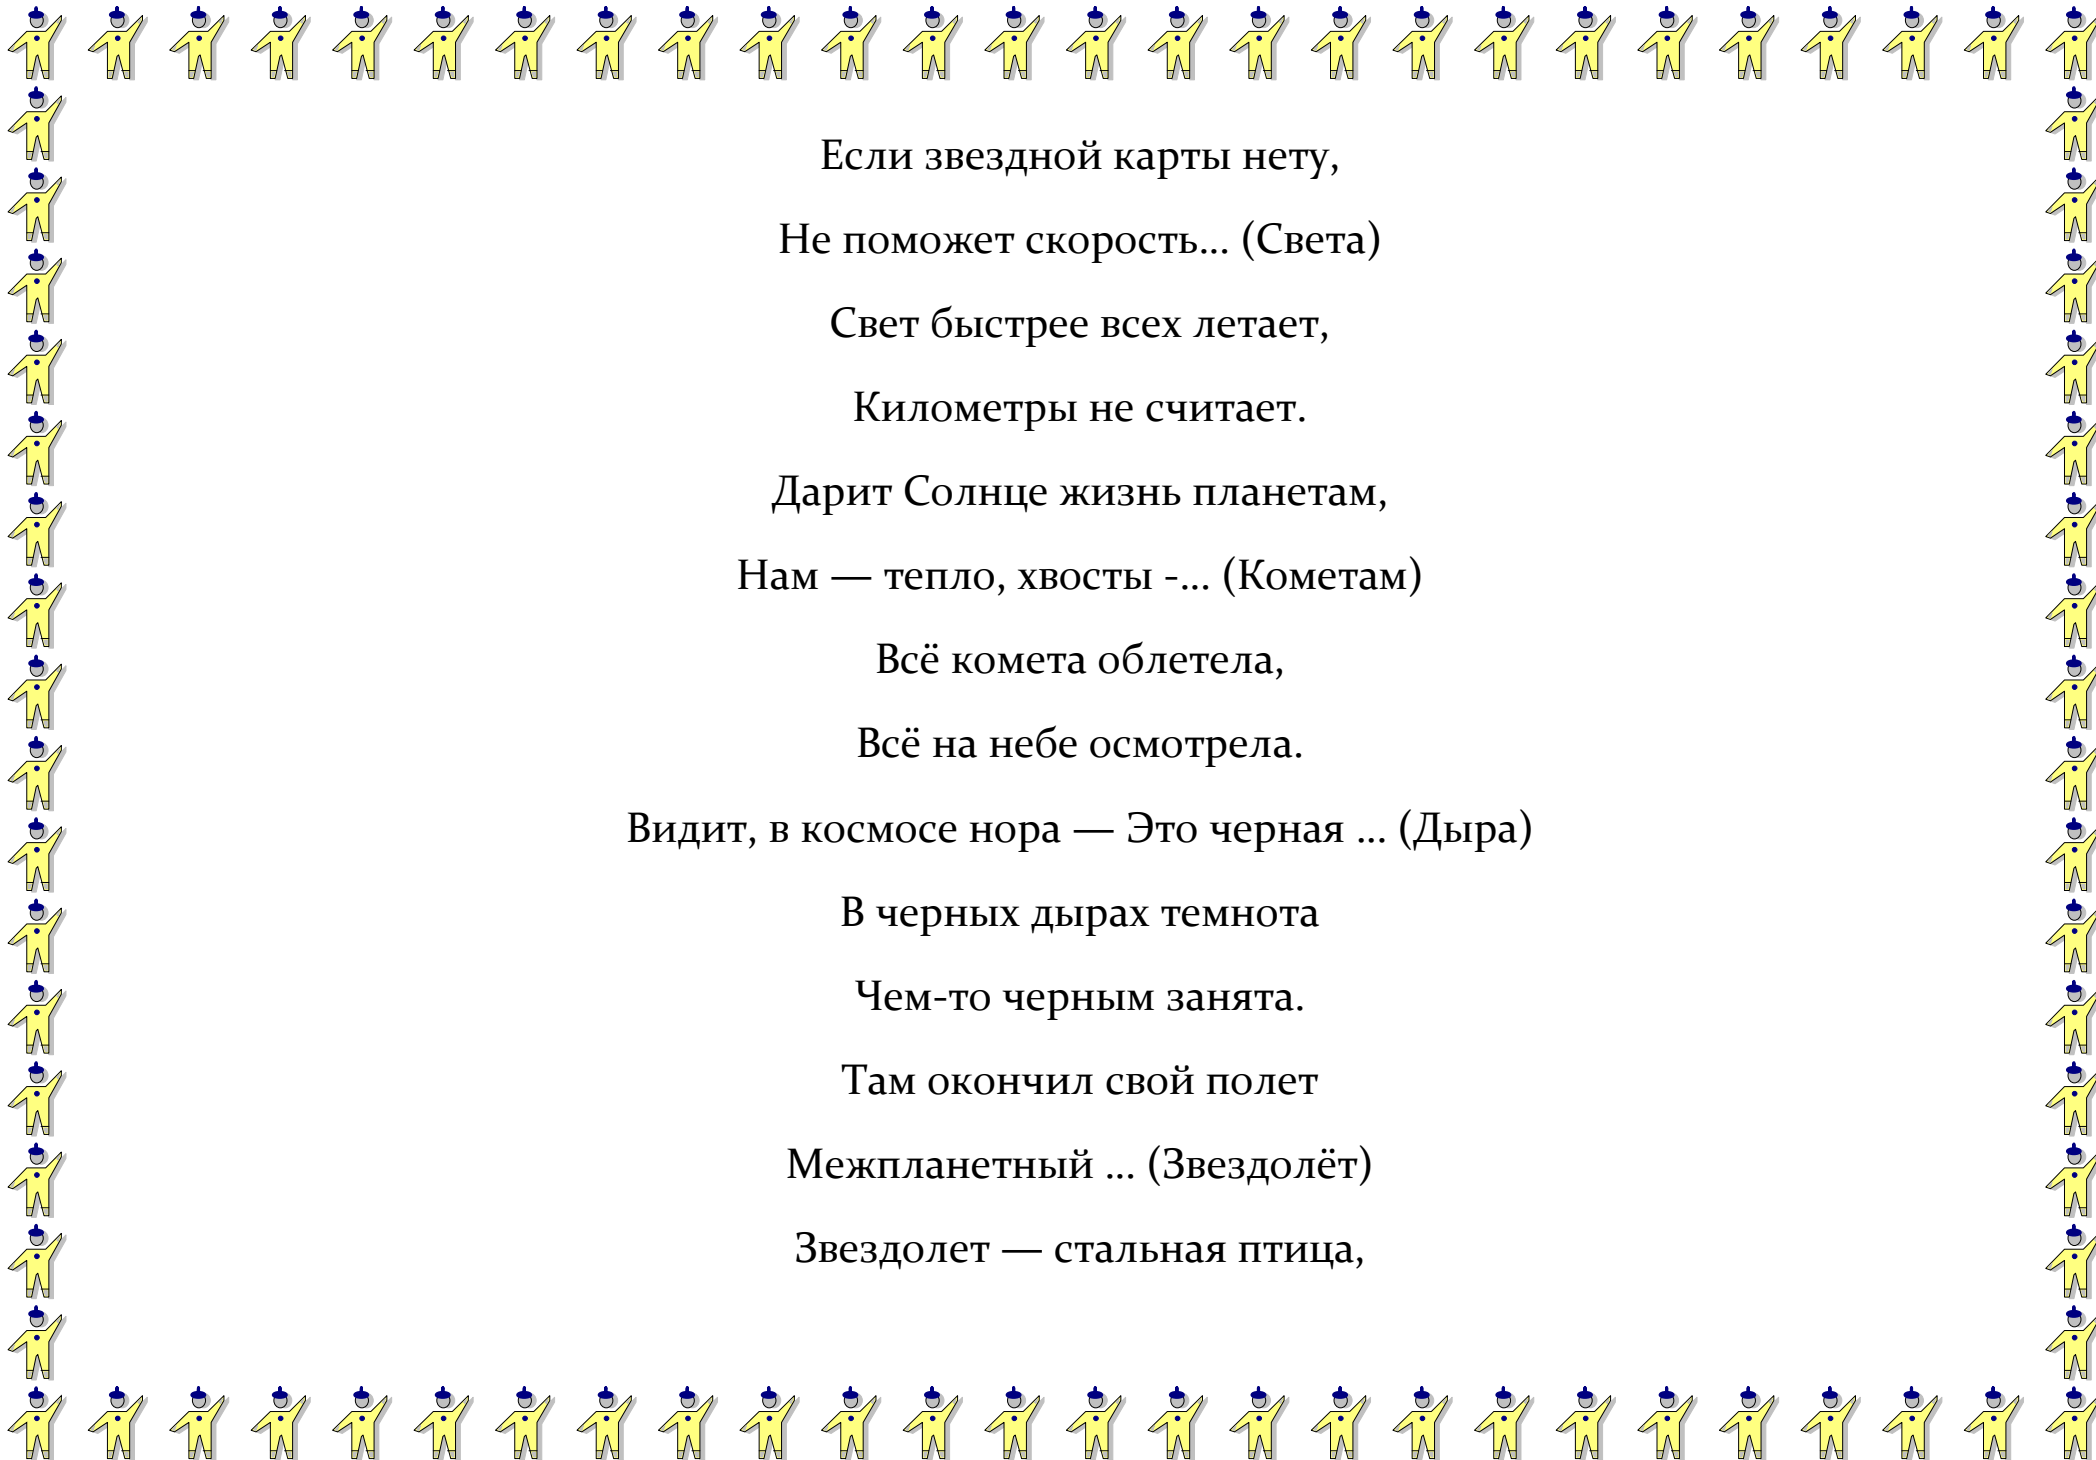 Если звездной карты нету,
Не поможет скорость... (Света)
Свет быстрее всех летает,
Километры не считает.
Дарит Солнце жизнь планетам,
Нам — тепло, хвосты -... (Кометам)
Всё комета облетела,
Всё на небе осмотрела.
Видит, в космосе нора — Это черная ... (Дыра)
В черных дырах темнота
Чем-то черным занята.
Там окончил свой полет
Межпланетный ... (Звездолёт)
Звездолет — стальная птица,